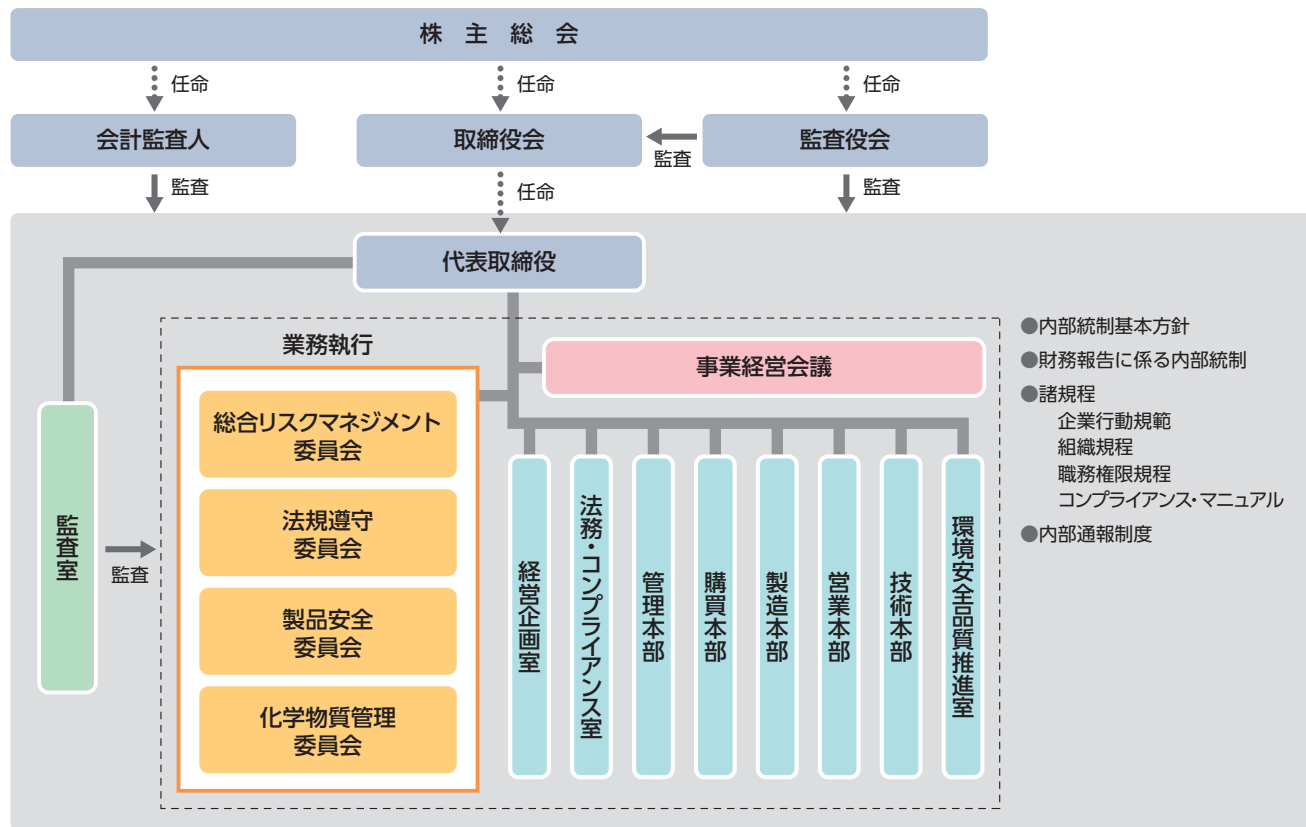 株主総会
任命
任命
任命
会計監査人
取締役会
監査役会
監査
監査
任命
監査
代表取締役
業務執行
事業経営会議
総合リスクマネジメント
委員会
法規遵守
委員会
製品安全
委員会
化学物質管理
委員会
監査室
監査
経営企画室
法務・コンプライアンス室
管理本部
購買本部
製造本部
営業本部
技術本部
環境安全品質推進室
●内部統制基本方針
●財務報告に係る内部統制
●諸規程
企業行動規範
組織規程
職務権限規程
コンプライアンス・マニュアル
●内部通報制度